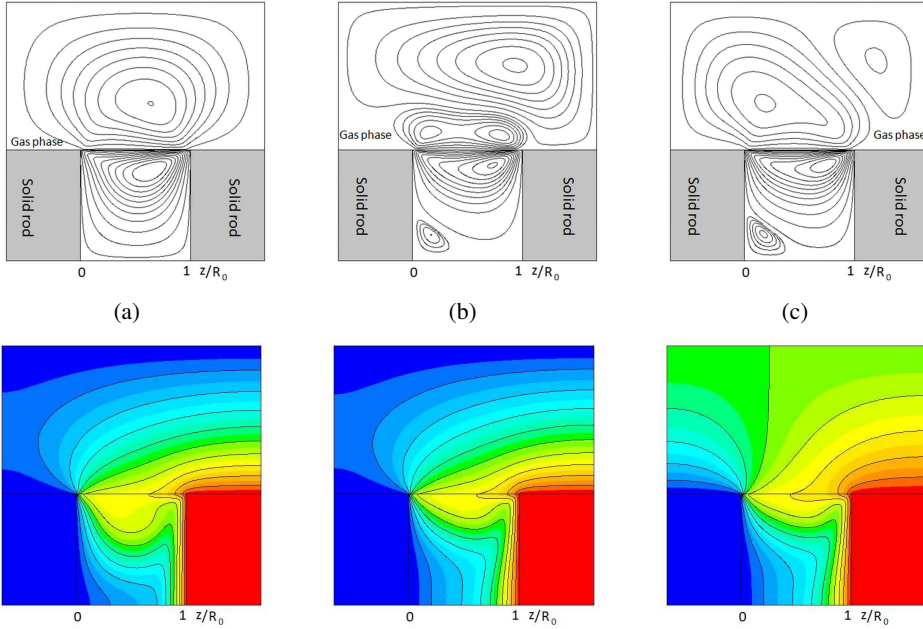 Gas phase
Solid rod
Solid rod
0 1 z/R0
Gas phase
Solid rod
Solid rod
0 1 z/R0
Gas phase
Solid rod
Solid rod
0 1 z/R0
(a)
(b)
(c)
0 1 z/R0
0 1 z/R0
0 1 z/R0